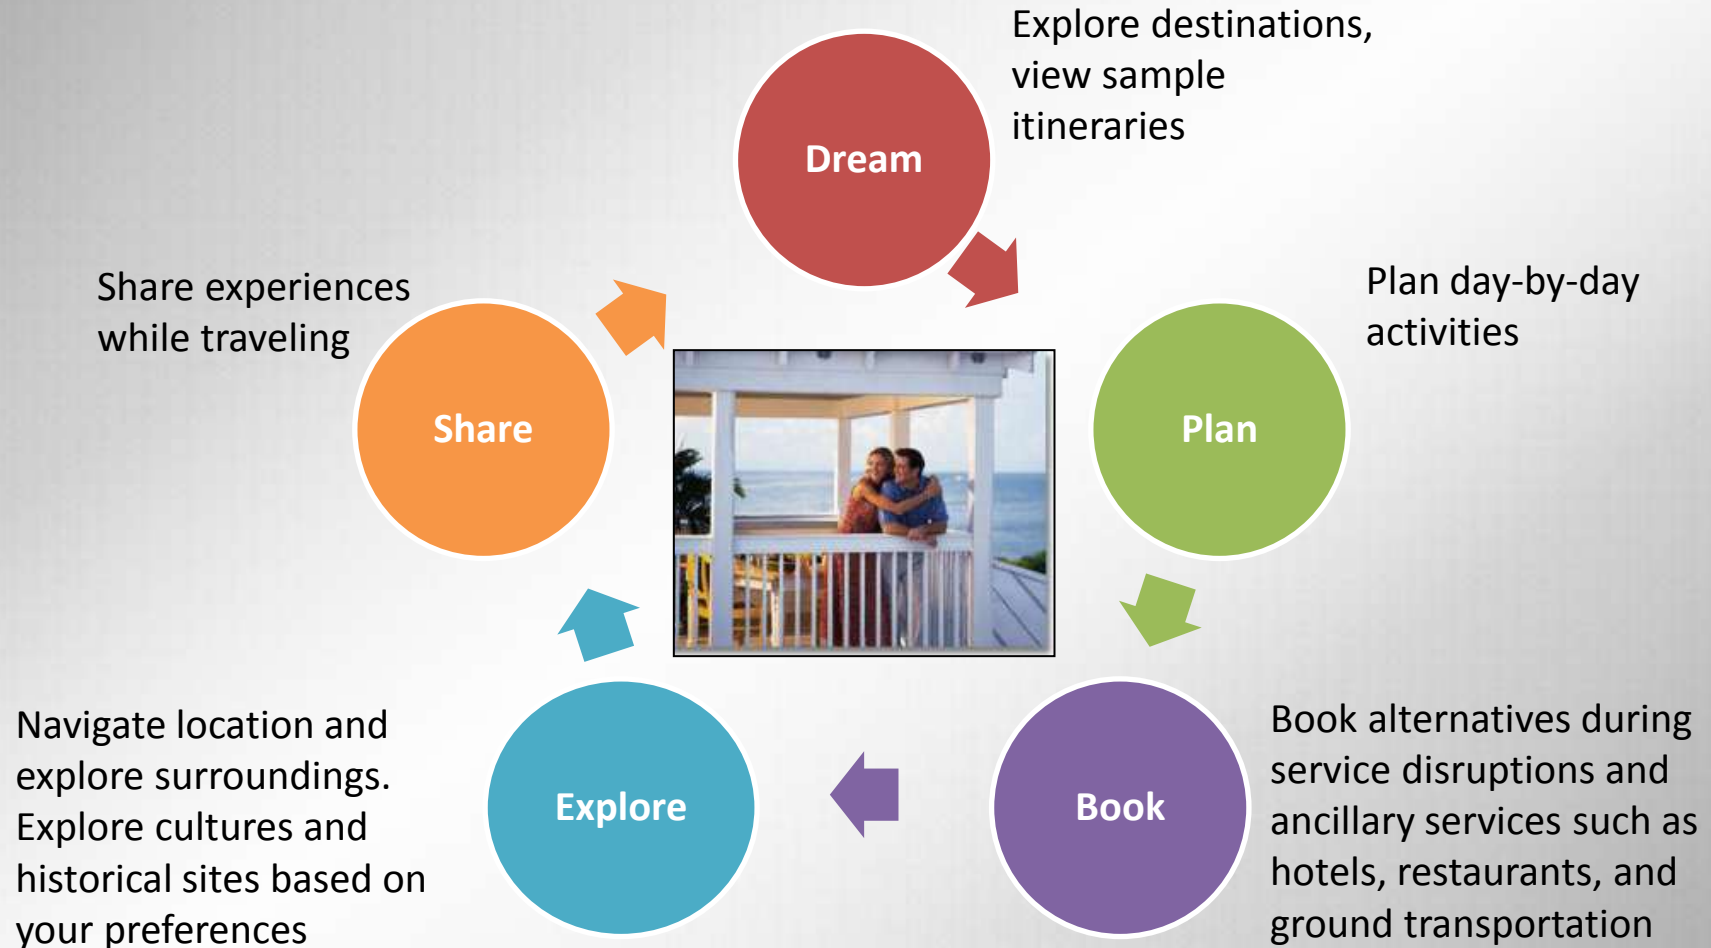 Dream
Explore destinations,
view sample
itineraries
Plan
Plan day-by-day
activities
Book
Book alternatives during
service disruptions and
ancillary services such as
hotels, restaurants, and
ground transportation
Explore
Navigate location and
explore surroundings.
Explore cultures and
historical sites based on
your preferences
Share
Share experiences
while traveling